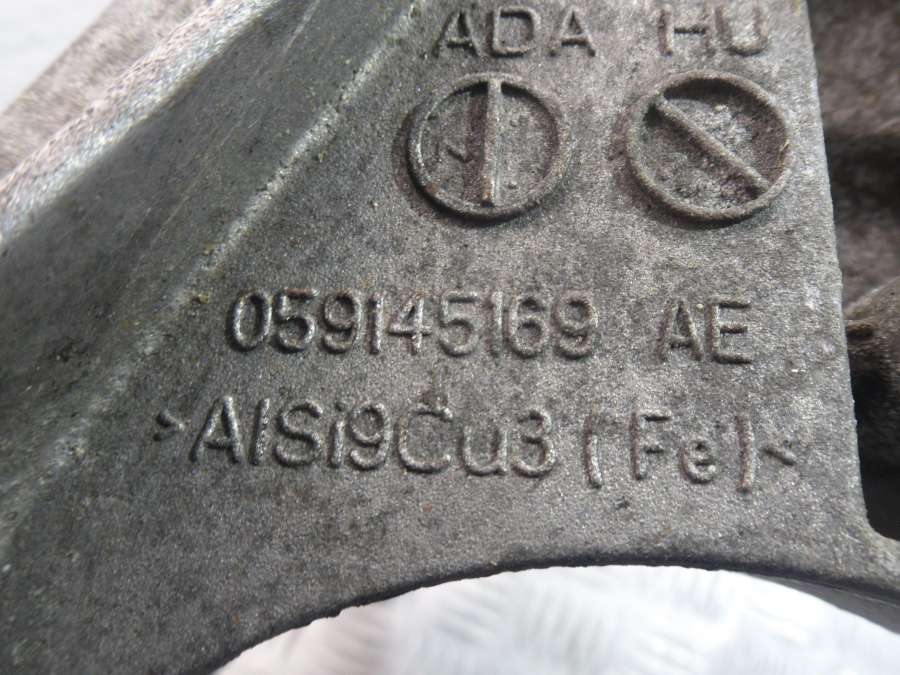 ADA HU
059145169 AE
>AlSi9Cu3(Fe)<